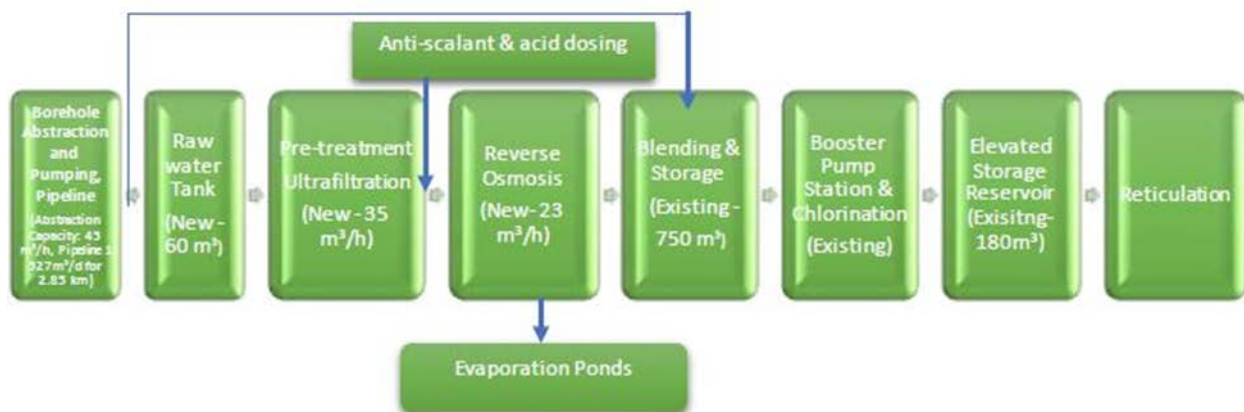 Anti-scalant & acid dosing
Borehole
Abstraction
and
Pumping,
Pipeline
(Abstraction
Capacity: 43
m³/h, Pipeline
327m³/d for
2.83 km)
Raw
water
Tank
(New-
60 m³)
Pre-treatment
Ultrafiltration
(New-35
m³/h)
Reverse
Osmosis
(New-23
m³/h)
Blending &
Storage
(Existing-
750 m³)
Booster
Pump
Station &
Chlorination
(Existing)
Elevated
Storage
Reservoir
(Exisitng-
180m³)
Reticulation
Evaporation Ponds